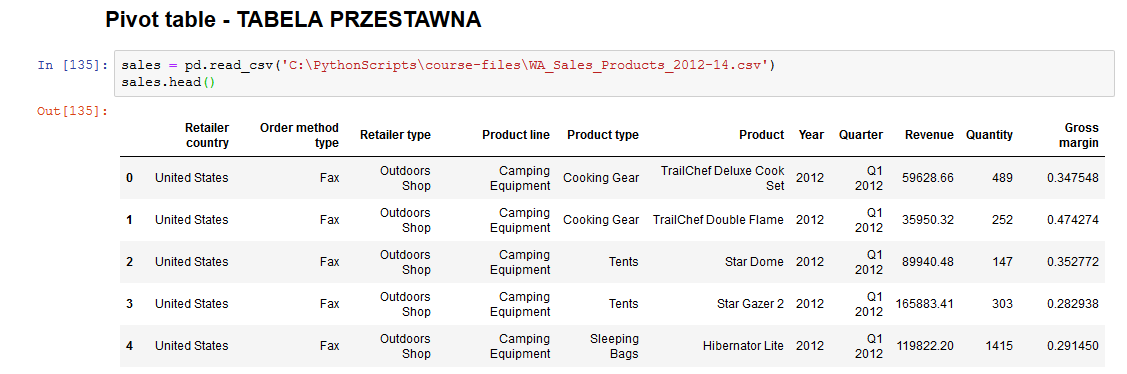 Pivot table - TABELA PRZESTAWNA
In [135]: sales = pd.read_csv('C:\PythonScripts\course-files\WA_Sales_Products_2012-14.csv')
sales.head()
Out[135]:
Retailer country Order method type Retailer type Product line Product type Product Year Quarter Revenue Quantity Gross margin
0 United States Fax Outdoors Shop Camping Equipment Cooking Gear TrailChef Deluxe Cook Set 2012 Q1 2012 59628.66 489 0.347548
1 United States Fax Outdoors Shop Camping Equipment Cooking Gear TrailChef Double Flame 2012 Q1 2012 35950.32 252 0.474274
2 United States Fax Outdoors Shop Camping Equipment Tents Star Dome 2012 Q1 2012 89940.48 147 0.352772
3 United States Fax Outdoors Shop Camping Equipment Tents Star Gazer 2 2012 Q1 2012 165883.41 303 0.282938
4 United States Fax Outdoors Shop Camping Equipment Sleeping Bags Hibernator Lite 2012 Q1 2012 119822.20 1415 0.291450